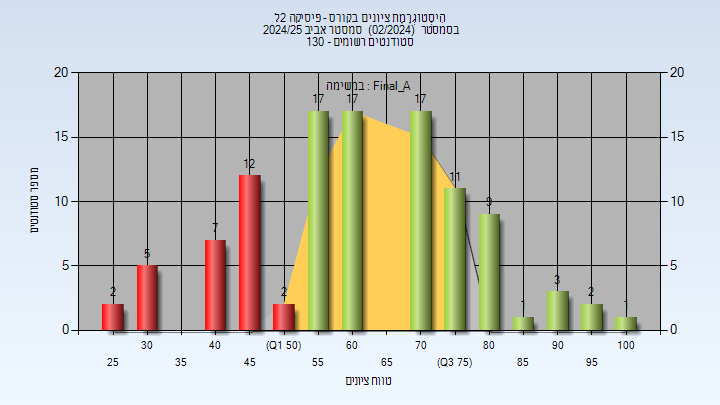 היסטוגרמת ציונים בקורס - פיסיקה 2ל
בסמסטר (02/2024) סמסטר אביב 2024/25
סטודנטים רשומים - 130
במשימה : Final_A
20 20
15 15
10 10
5 5
0 0
מספר סטודנטים
2 5 7 12 2 17 17 17 11 9 1 3 2 1
30 40 (Q1 50) 60 70 80 90 100
25 35 45 55 65 (Q3 75) 85 95
טווח ציונים